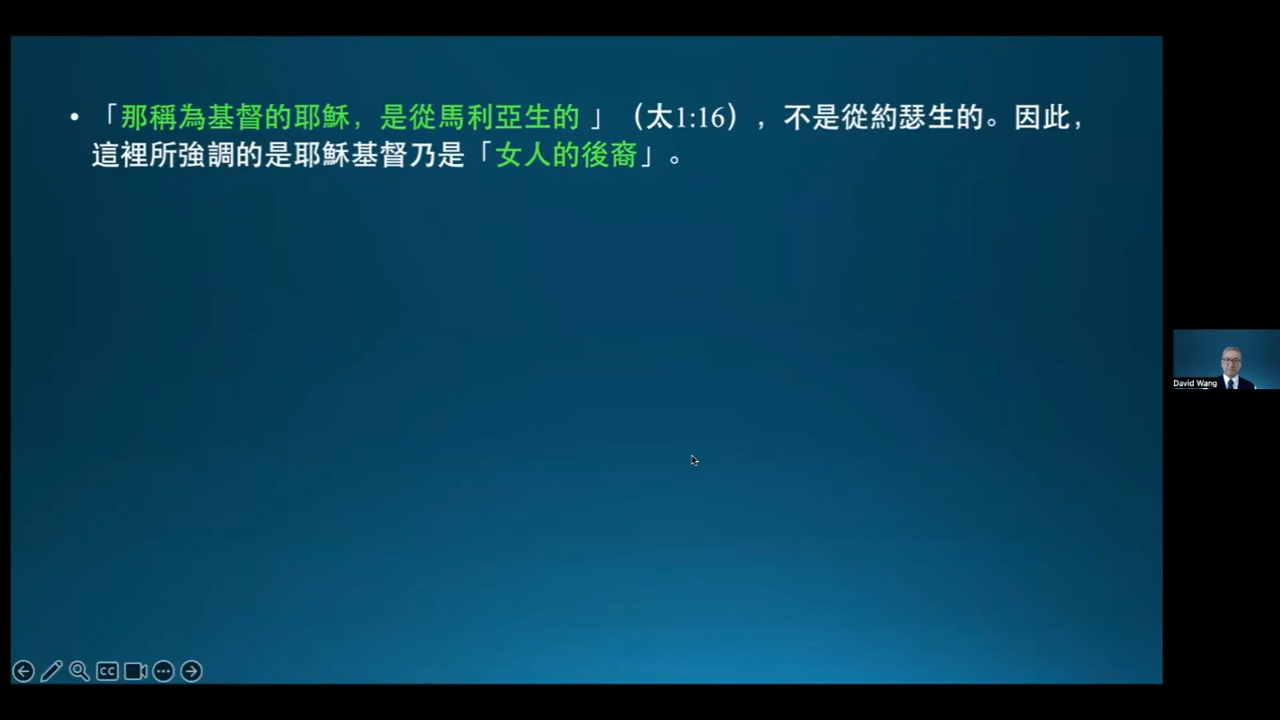 • 「那稱為基督的耶穌，是從馬利亞生的 」（太1:16），不是從約瑟生的。因此，
這裡所強調的是耶穌基督乃是「女人的後裔」。
David Wang
CC